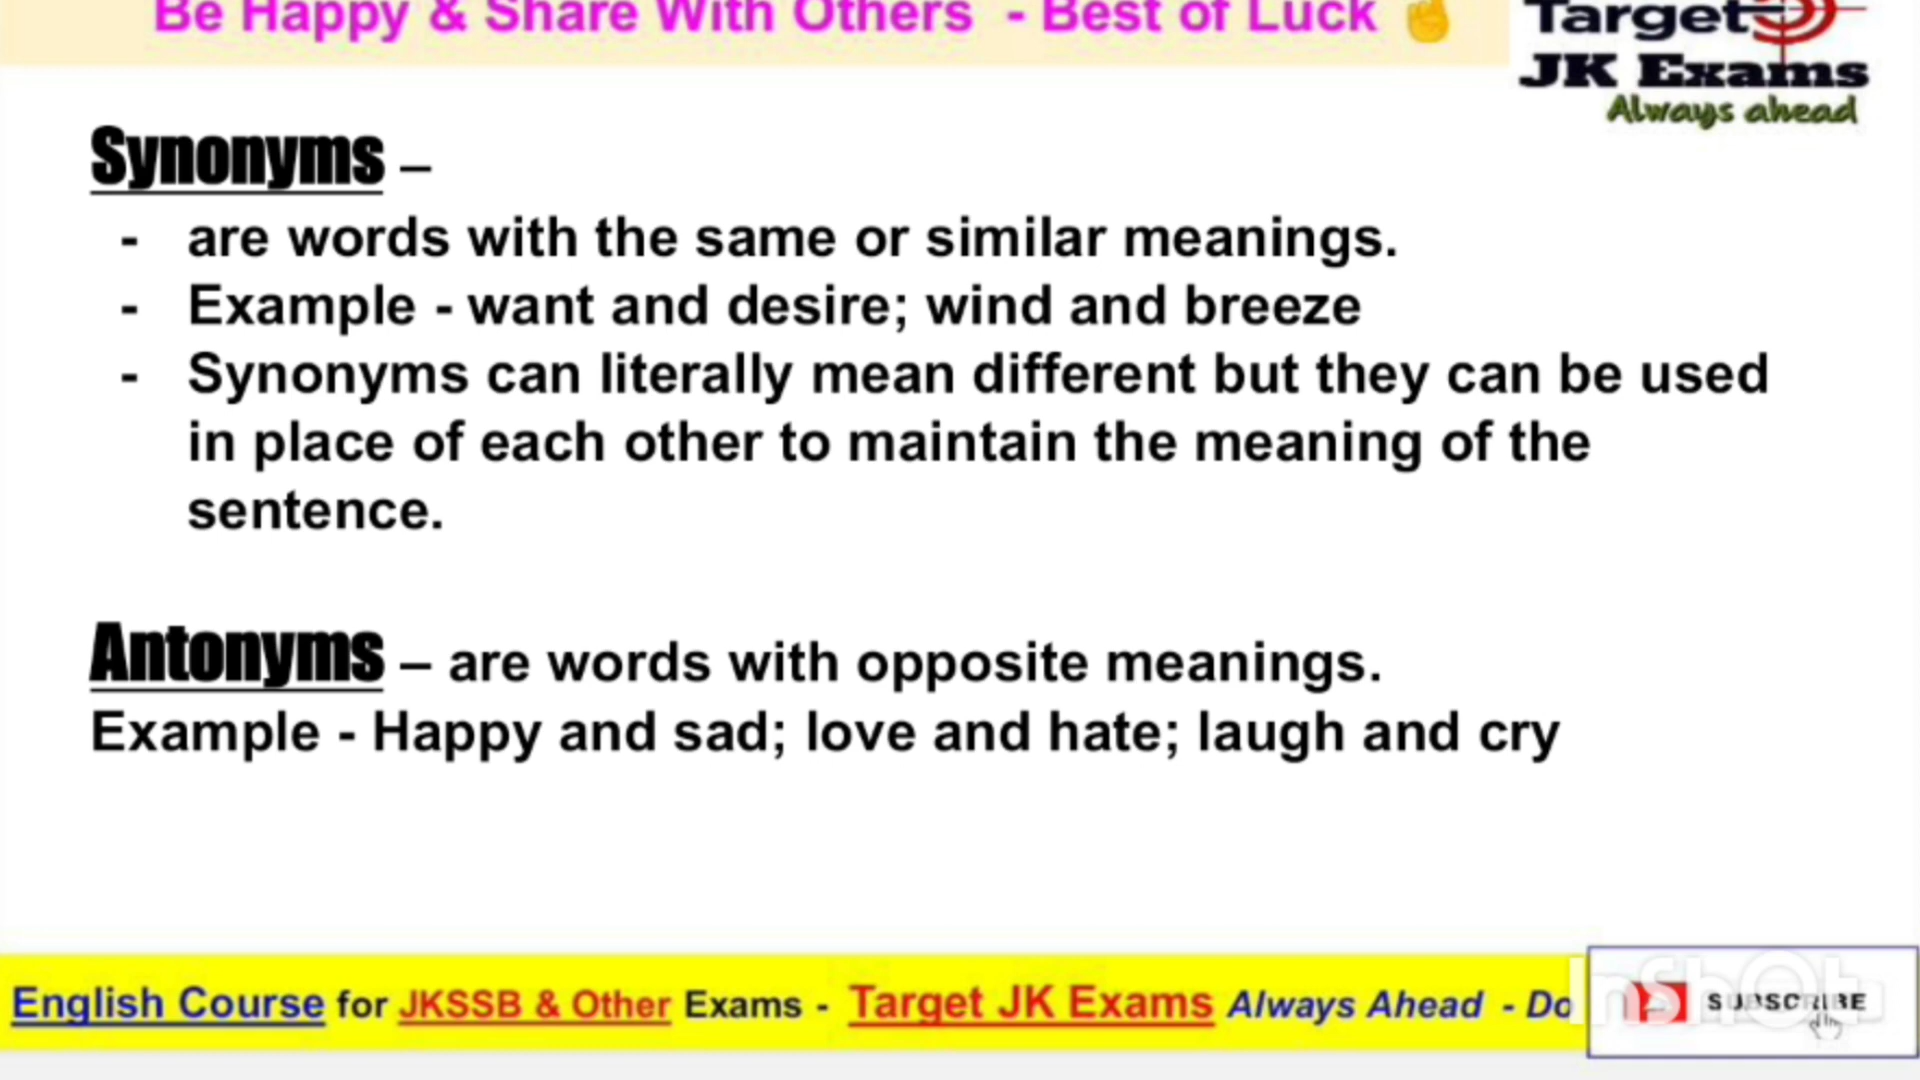 Be Happy & Share With Others - Best of Luck ☝
Target
JK Exams
Always ahead
Synonyms –
- are words with the same or similar meanings.
- Example - want and desire; wind and breeze
- Synonyms can literally mean different but they can be used
in place of each other to maintain the meaning of the
sentence.
Antonyms – are words with opposite meanings.
Example - Happy and sad; love and hate; laugh and cry
English Course for JKSSB & Other Exams - Target JK Exams Always Ahead - Do
SUBSCRIBE
InShOt